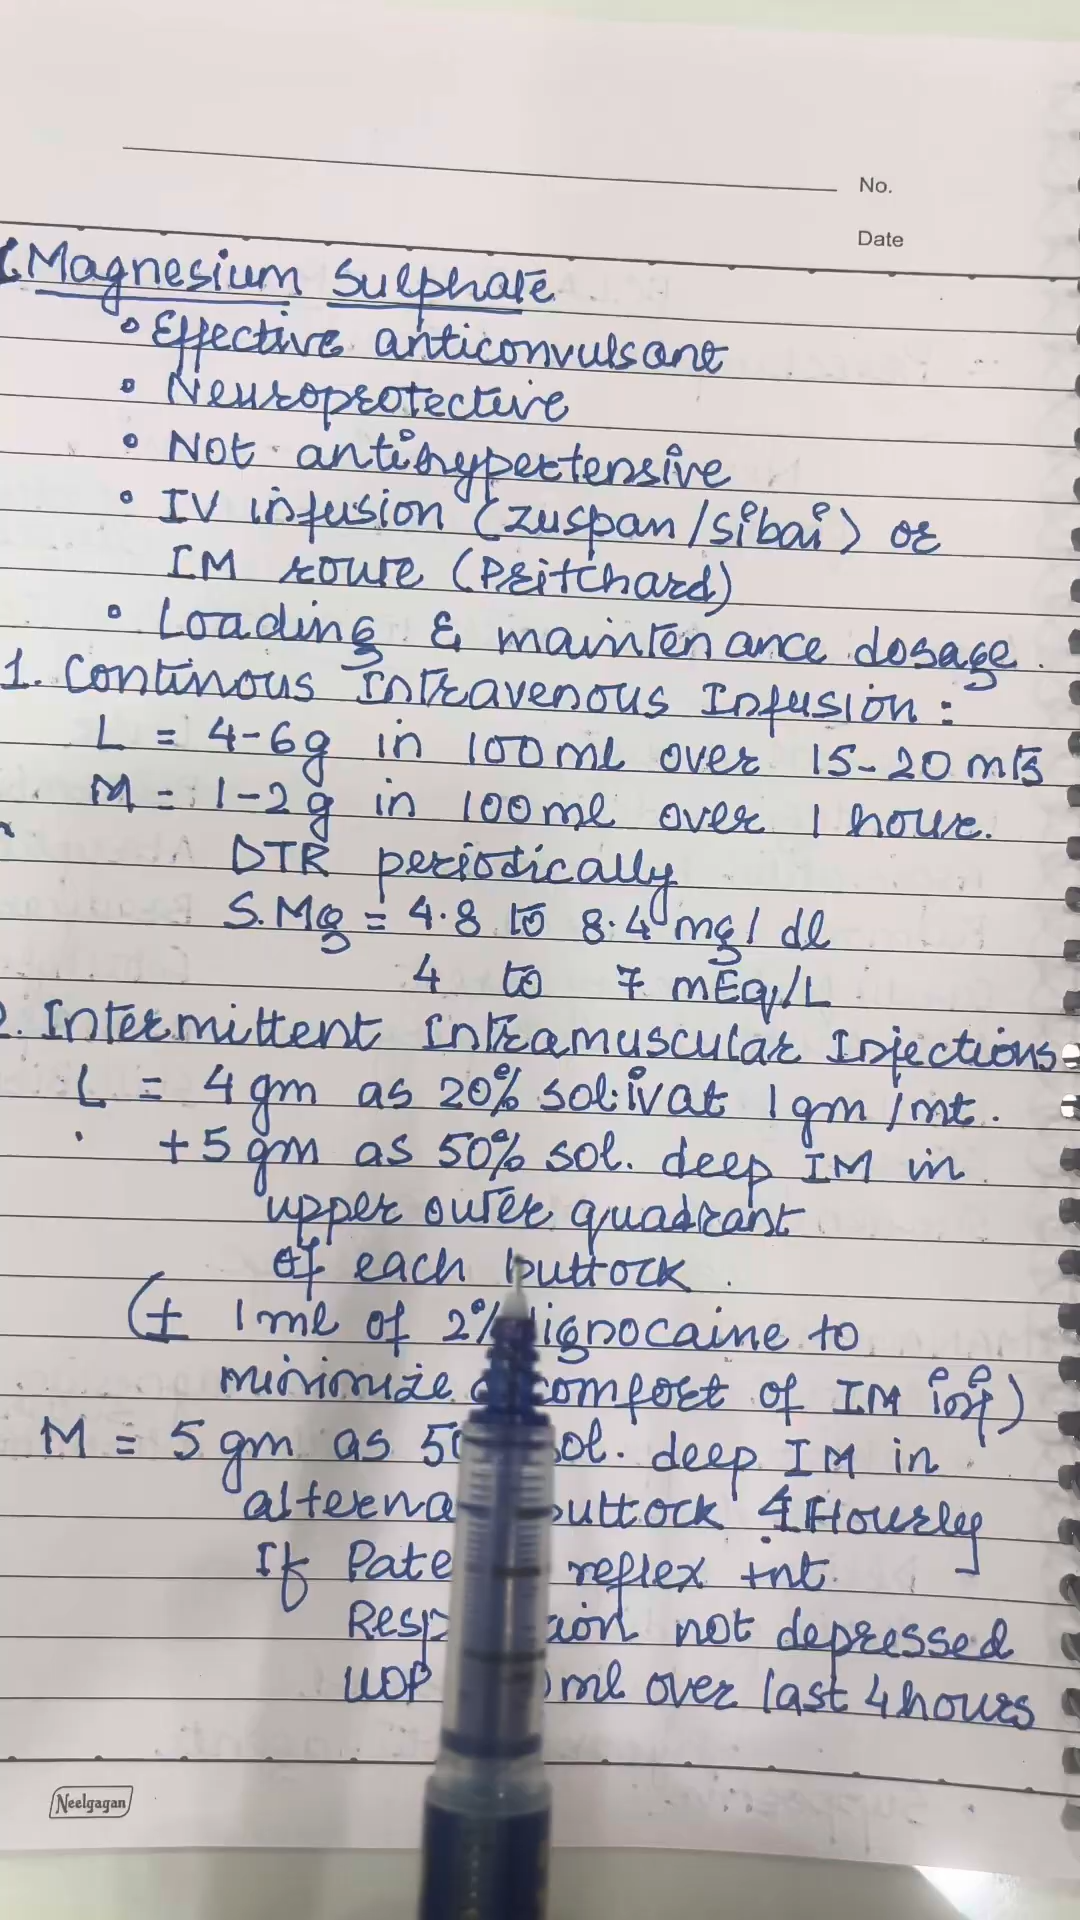 No.
Date
Magnesium Sulphate
• Effective anticonvulsant
• Neuroprotective
• Not antihypertensive
• IV infusion (zuspan/sibai) or
IM route (Pritchard)
• Loading & maintenance dosage.
1. Continous Intravenous Infusion:
L = 4-6g in 100ml over 15-20 mts
M = 1-2g in 100ml over 1 hour.
DTR periodically
S.Mg = 4.8 to 8.4 mg/dl
4 to 7 mEq/L
2. Intermittent Intramuscular Injections
L = 4 gm as 20% sol. iv at 1gm/mt.
+5 gm as 50% sol. deep IM in
upper outer quadrant
of each buttock.
(± 1ml of 2% lignocaine to
minimize comfort of IM inj)
M = 5 gm as sol. deep IM in
buttock 4 Hourly
If reflex +nt.
not depressed
UOP ml over last 4 hours
Neelgagan